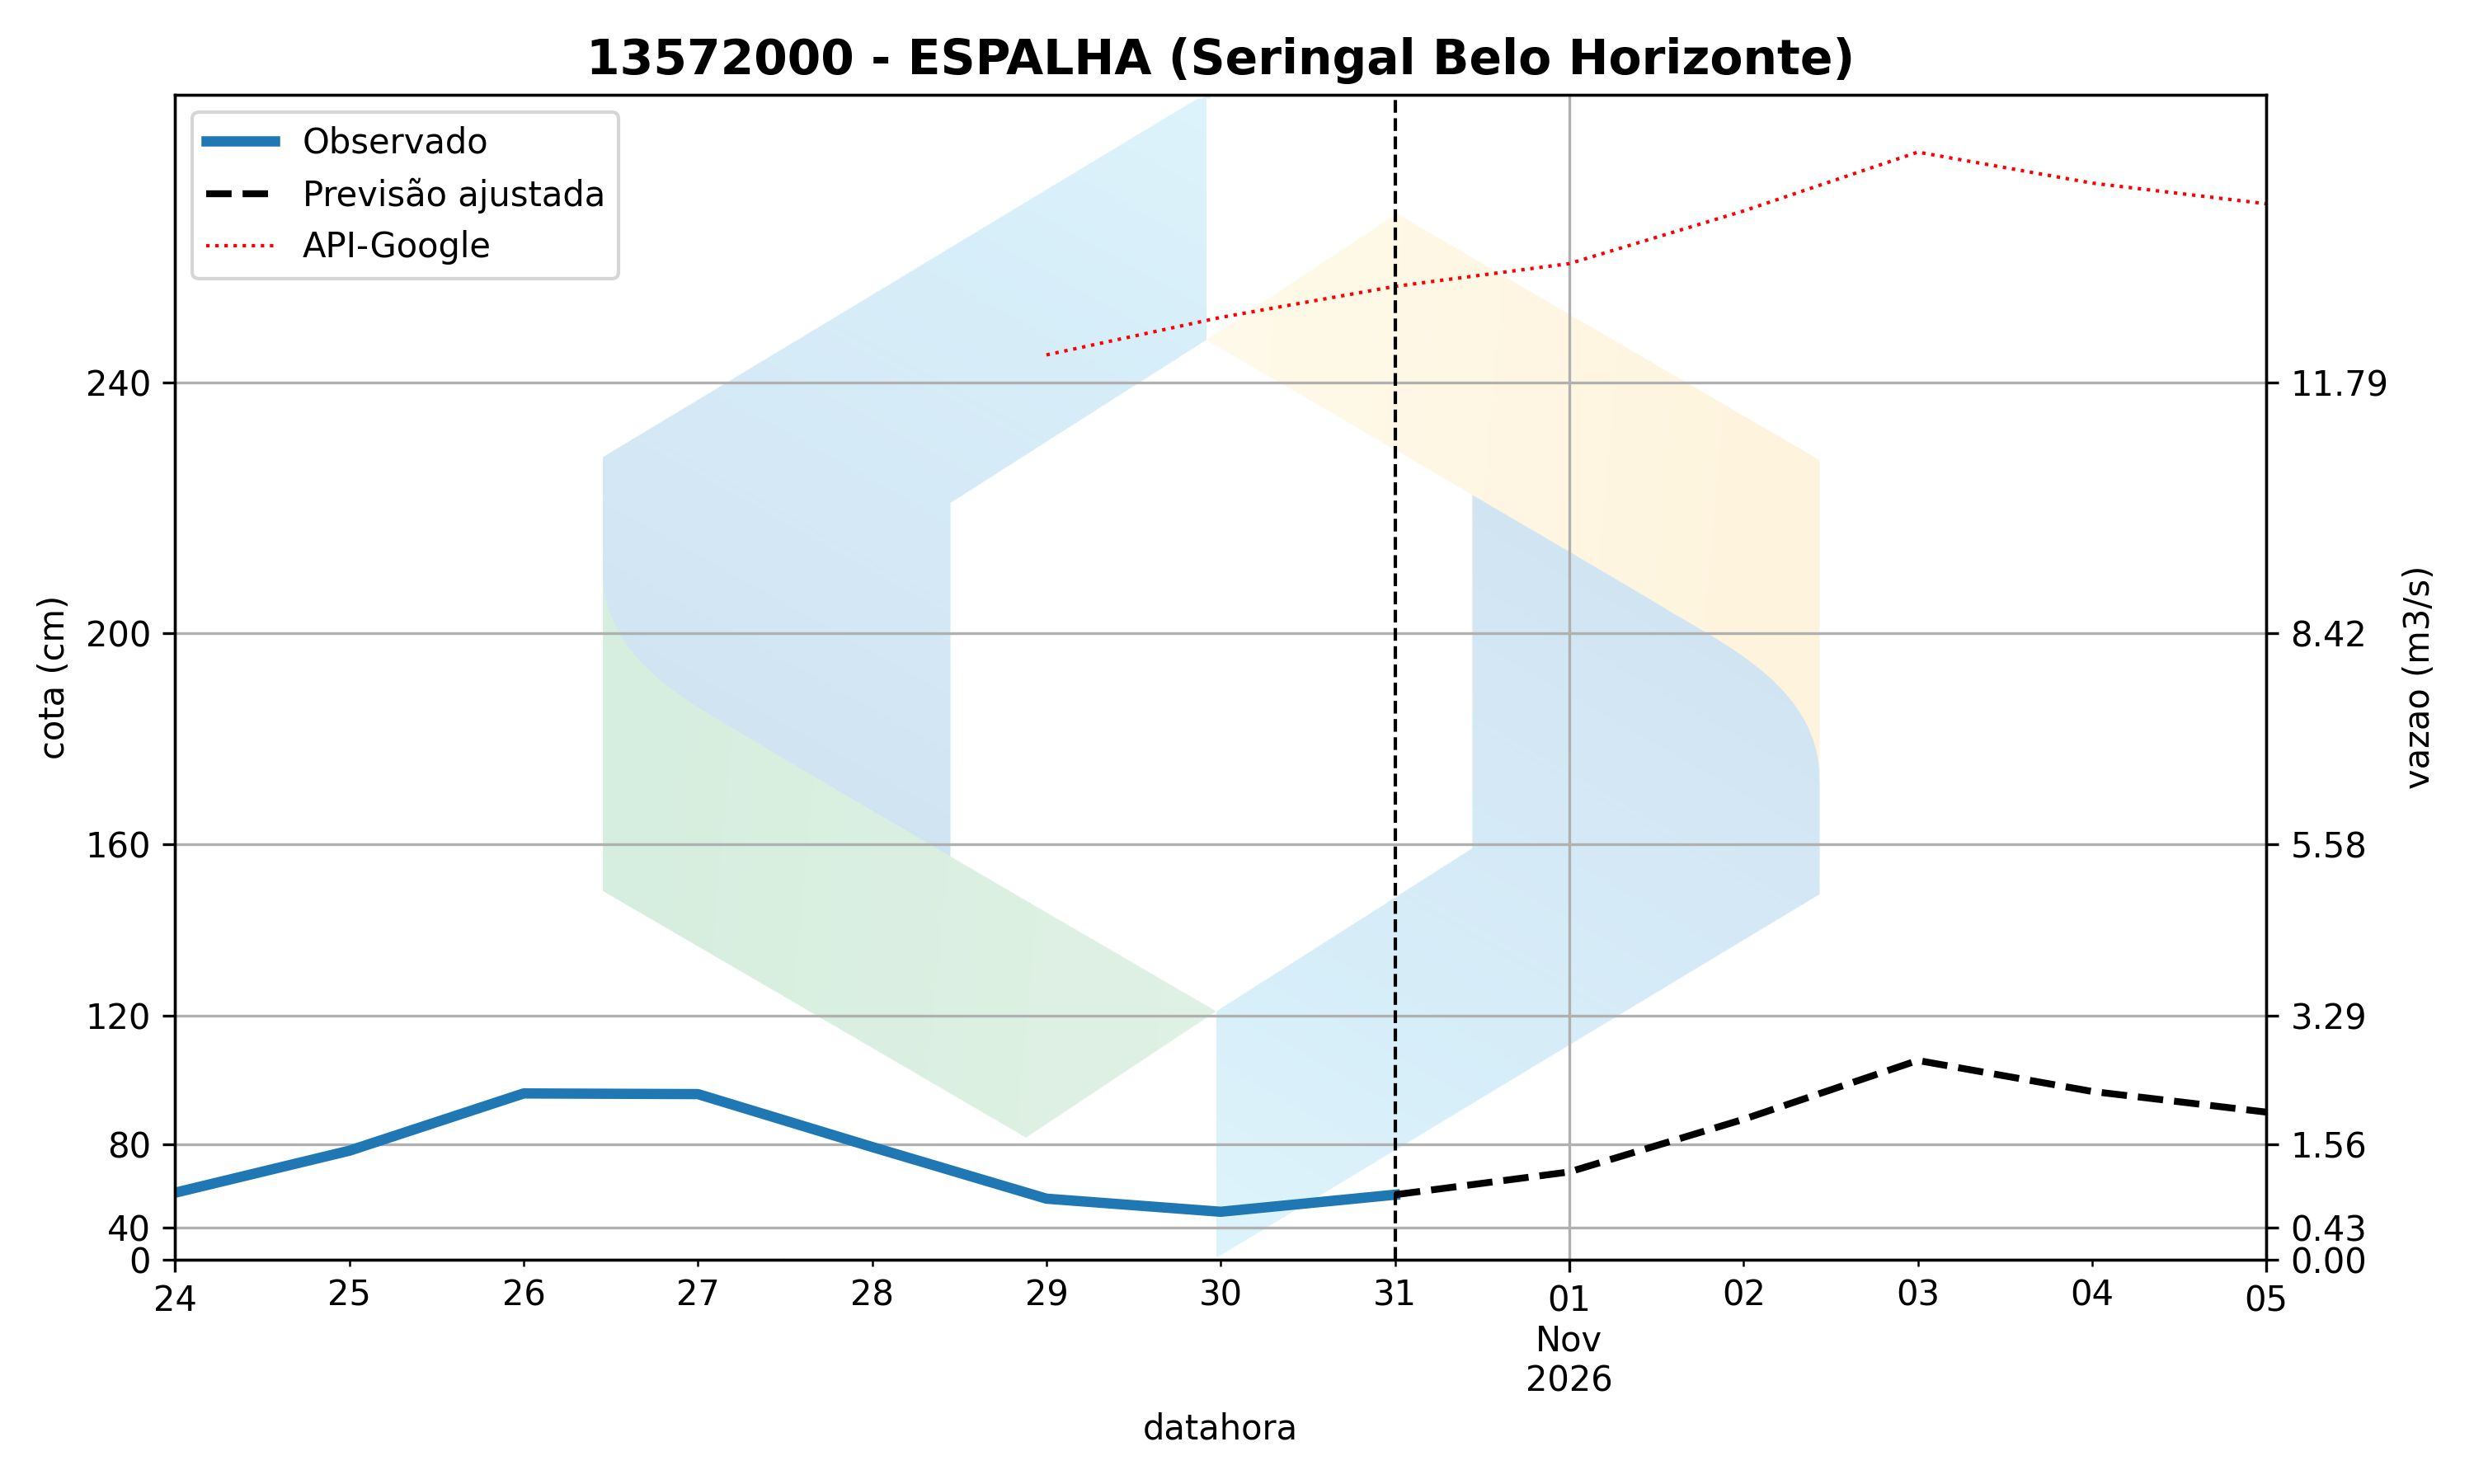 13572000 - ESPALHA (Seringal Belo Horizonte)
Observado
Previsão ajustada
API-Google
cota (cm)
240
200
160
120
80
40
0
vazao (m3/s)
11.79
8.42
5.58
3.29
1.56
0.43
0.00
24 25 26 27 28 29 30 31 01 02 03 04 05
Nov
2026
datahora